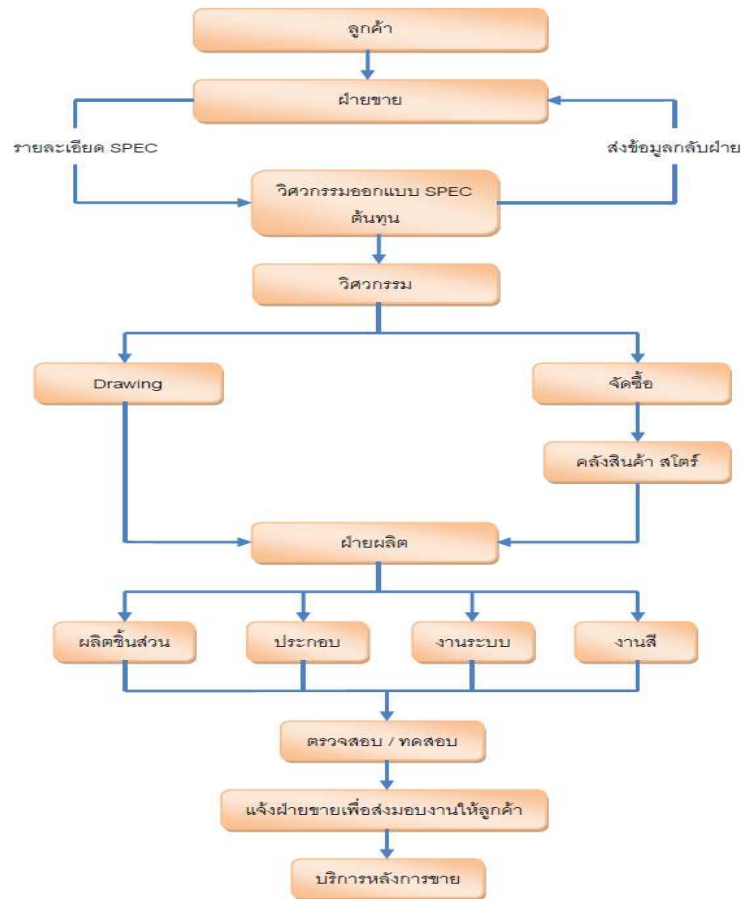 ลูกค้า
ฝ่ายขาย
รายละเอียด SPEC
ส่งข้อมูลกลับฝ่าย
วิศวกรรมออกแบบ SPEC
ต้นทุน
วิศวกรรม
Drawing
จัดซื้อ
คลังสินค้า สโตร์
ฝ่ายผลิต
ผลิตชิ้นส่วน
ประกอบ
งานระบบ
งานสี
ตรวจสอบ / ทดสอบ
แจ้งฝ่ายขายเพื่อส่งมอบงานให้ลูกค้า
บริการหลังการขาย